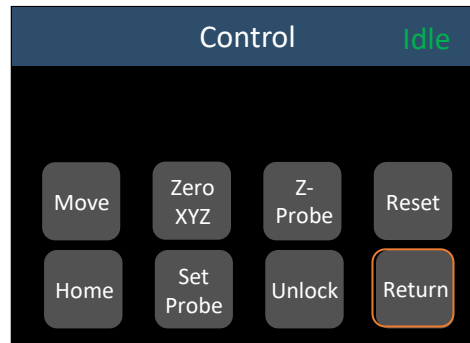 Control
Idle
Move
Zero
XYZ
Z-
Probe
Reset
Home
Set
Probe
Unlock
Return